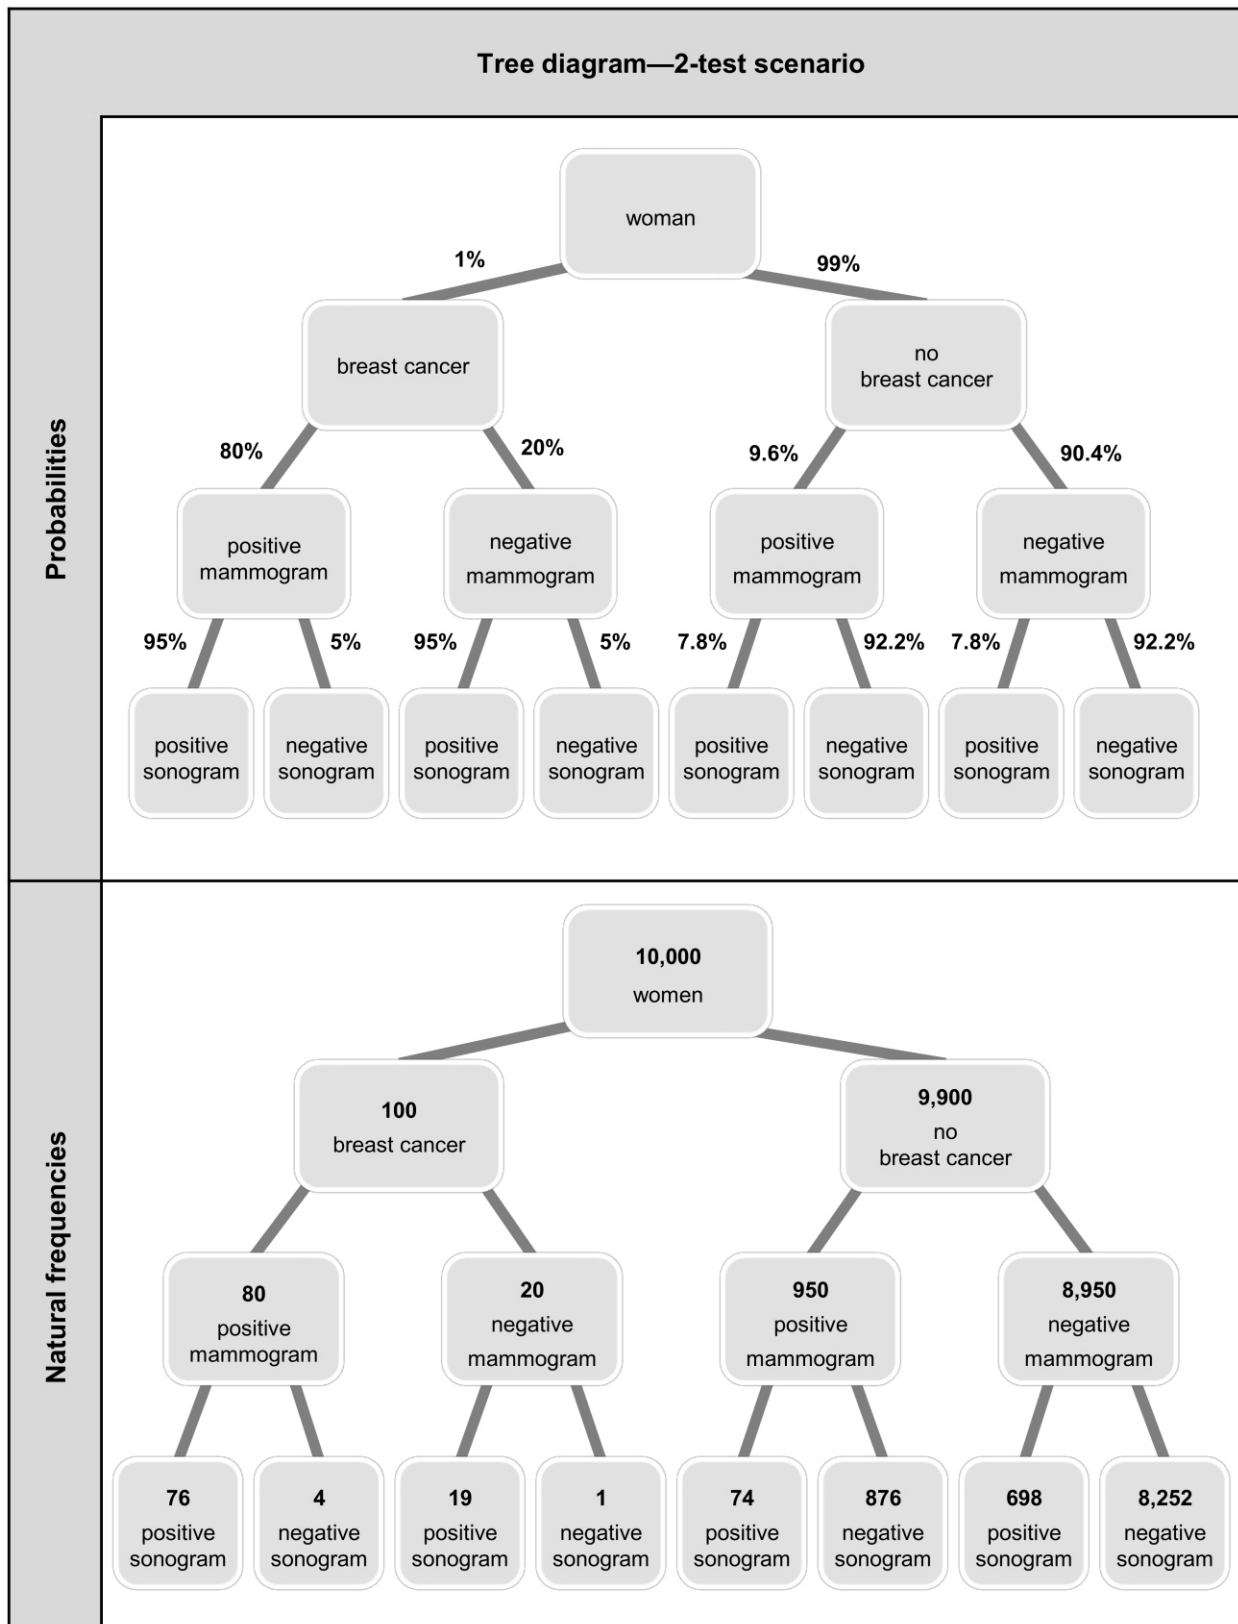 Tree diagram—2-test scenario
Probabilities
woman
1%
99%
breast cancer
no
breast cancer
80%
20%
9.6%
90.4%
positive
mammogram
negative
mammogram
positive
mammogram
negative
mammogram
95%
5%
95%
5%
7.8%
92.2%
7.8%
92.2%
positive
sonogram
negative
sonogram
positive
sonogram
negative
sonogram
positive
sonogram
negative
sonogram
positive
sonogram
negative
sonogram
Natural frequencies
10,000
women
100
breast cancer
9,900
no
breast cancer
80
positive
mammogram
20
negative
mammogram
950
positive
mammogram
8,950
negative
mammogram
76
positive
sonogram
4
negative
sonogram
19
positive
sonogram
1
negative
sonogram
74
positive
sonogram
876
negative
sonogram
698
positive
sonogram
8,252
negative
sonogram